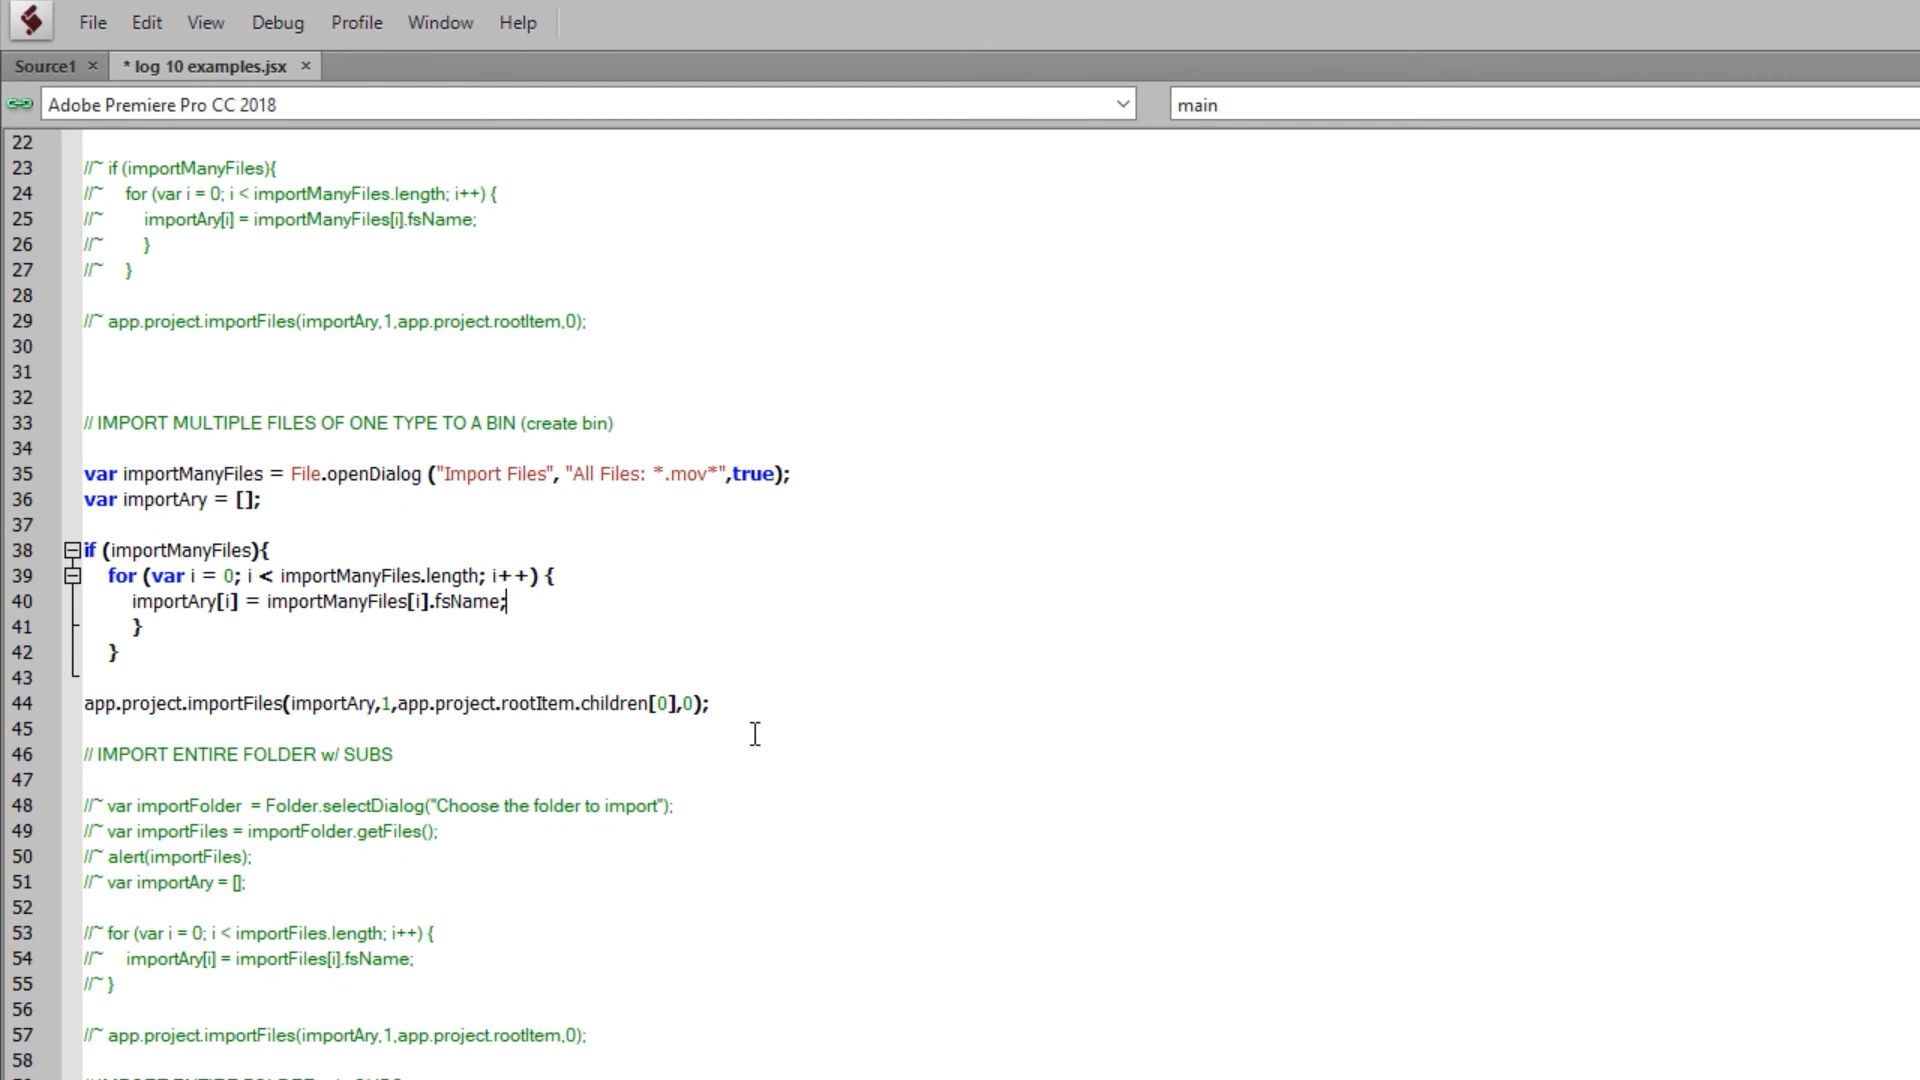 File Edit View Debug Profile Window Help
Source1 × * log 10 examples.jsx ×
Adobe Premiere Pro CC 2018 main
22
23 //~ if (importManyFiles){
24 //~ for (var i = 0; i < importManyFiles.length; i++) {
25 //~ importAry[i] = importManyFiles[i].fsName;
26 //~ }
27 //~ }
28
29 //~ app.project.importFiles(importAry,1,app.project.rootItem,0);
30
31
32
33 // IMPORT MULTIPLE FILES OF ONE TYPE TO A BIN (create bin)
34
35 var importManyFiles = File.openDialog ("Import Files", "All Files: *.mov*",true);
36 var importAry = [];
37
38 if (importManyFiles){
39 for (var i = 0; i < importManyFiles.length; i++) {
40 importAry[i] = importManyFiles[i].fsName;
41 }
42 }
43
44 app.project.importFiles(importAry,1,app.project.rootItem.children[0],0);
45
46 // IMPORT ENTIRE FOLDER w/ SUBS
47
48 //~ var importFolder = Folder.selectDialog("Choose the folder to import");
49 //~ var importFiles = importFolder.getFiles();
50 //~ alert(importFiles);
51 //~ var importAry = [];
52
53 //~ for (var i = 0; i < importFiles.length; i++) {
54 //~ importAry[i] = importFiles[i].fsName;
55 //~ }
56
57 //~ app.project.importFiles(importAry,1,app.project.rootItem,0);
58